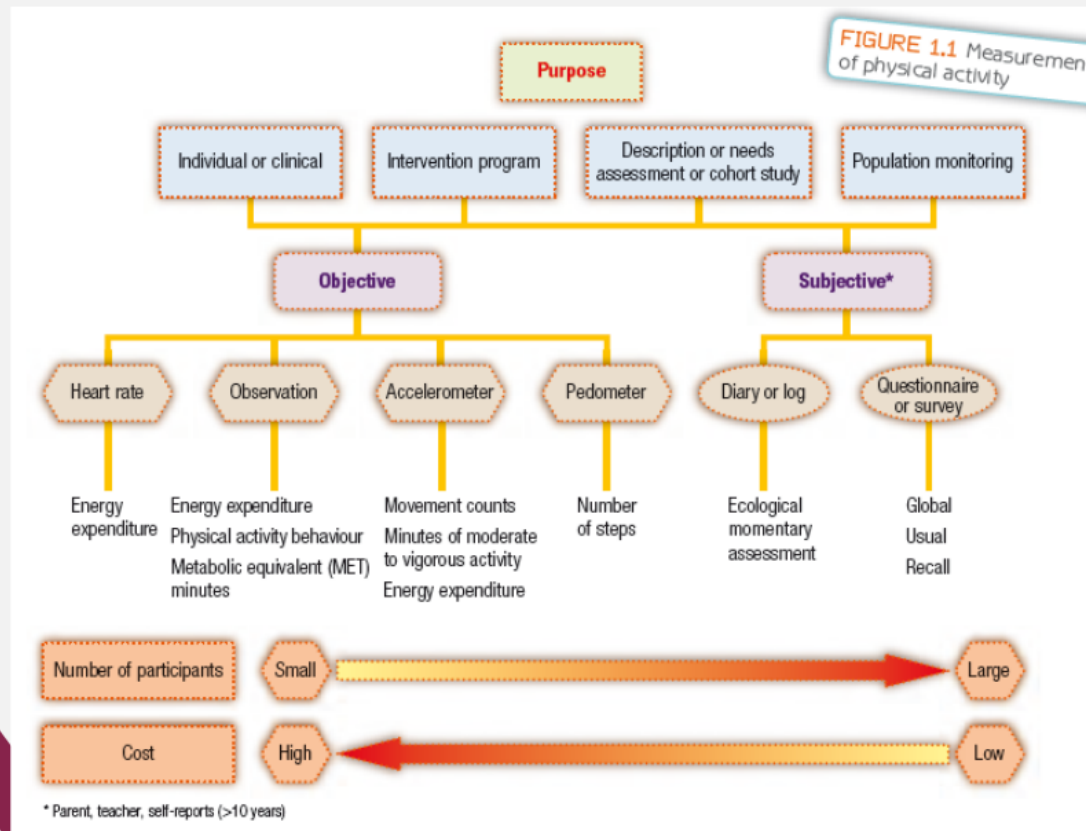 FIGURE 1.1 Measuremen
of physical activity
Purpose
Individual or clinical
Intervention program
Description or needs
assessment or cohort study
Population monitoring
Objective
Subjective*
Heart rate
Observation
Accelerometer
Pedometer
Diary or log
Questionnaire
or survey
Energy
expenditure
Energy expenditure
Physical activity behaviour
Metabolic equivalent (MET)
minutes
Movement counts
Minutes of moderate
to vigorous activity
Energy expenditure
Number
of steps
Ecological
momentary
assessment
Global
Usual
Recall
Number of participants
Small
Large
Cost
High
Low
* Parent, teacher, self-reports (>10 years)